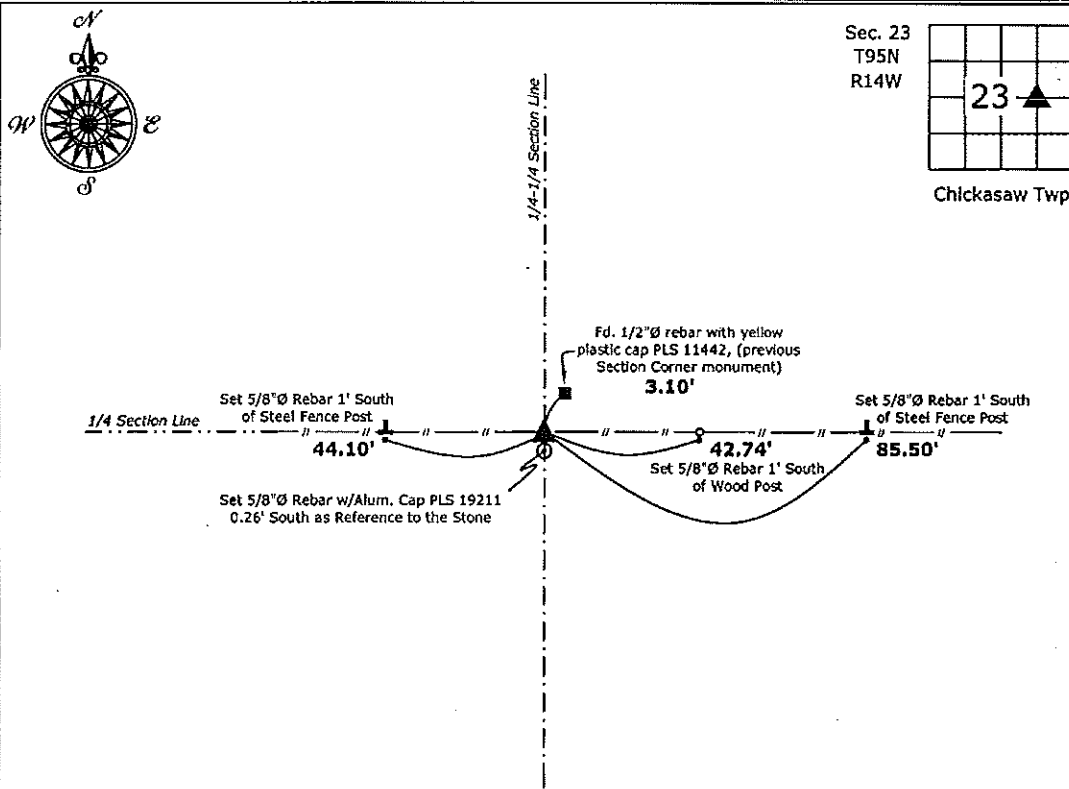 N
W
E
S
Sec. 23
T95N
R14W
23
Chickasaw Twp
1/4-1/4 Section Line
Fd. 1/2"Ø rebar with yellow
plastic cap PLS 11442, (previous
Section Corner monument)
3.10'
Set 5/8"Ø Rebar 1' South
of Steel Fence Post
1/4 Section Line
44.10'
Set 5/8"Ø Rebar 1' South
of Steel Fence Post
85.50'
42.74'
Set 5/8"Ø Rebar 1' South
of Wood Post
Set 5/8"Ø Rebar w/Alum. Cap PLS 19211
0.26' South as Reference to the Stone